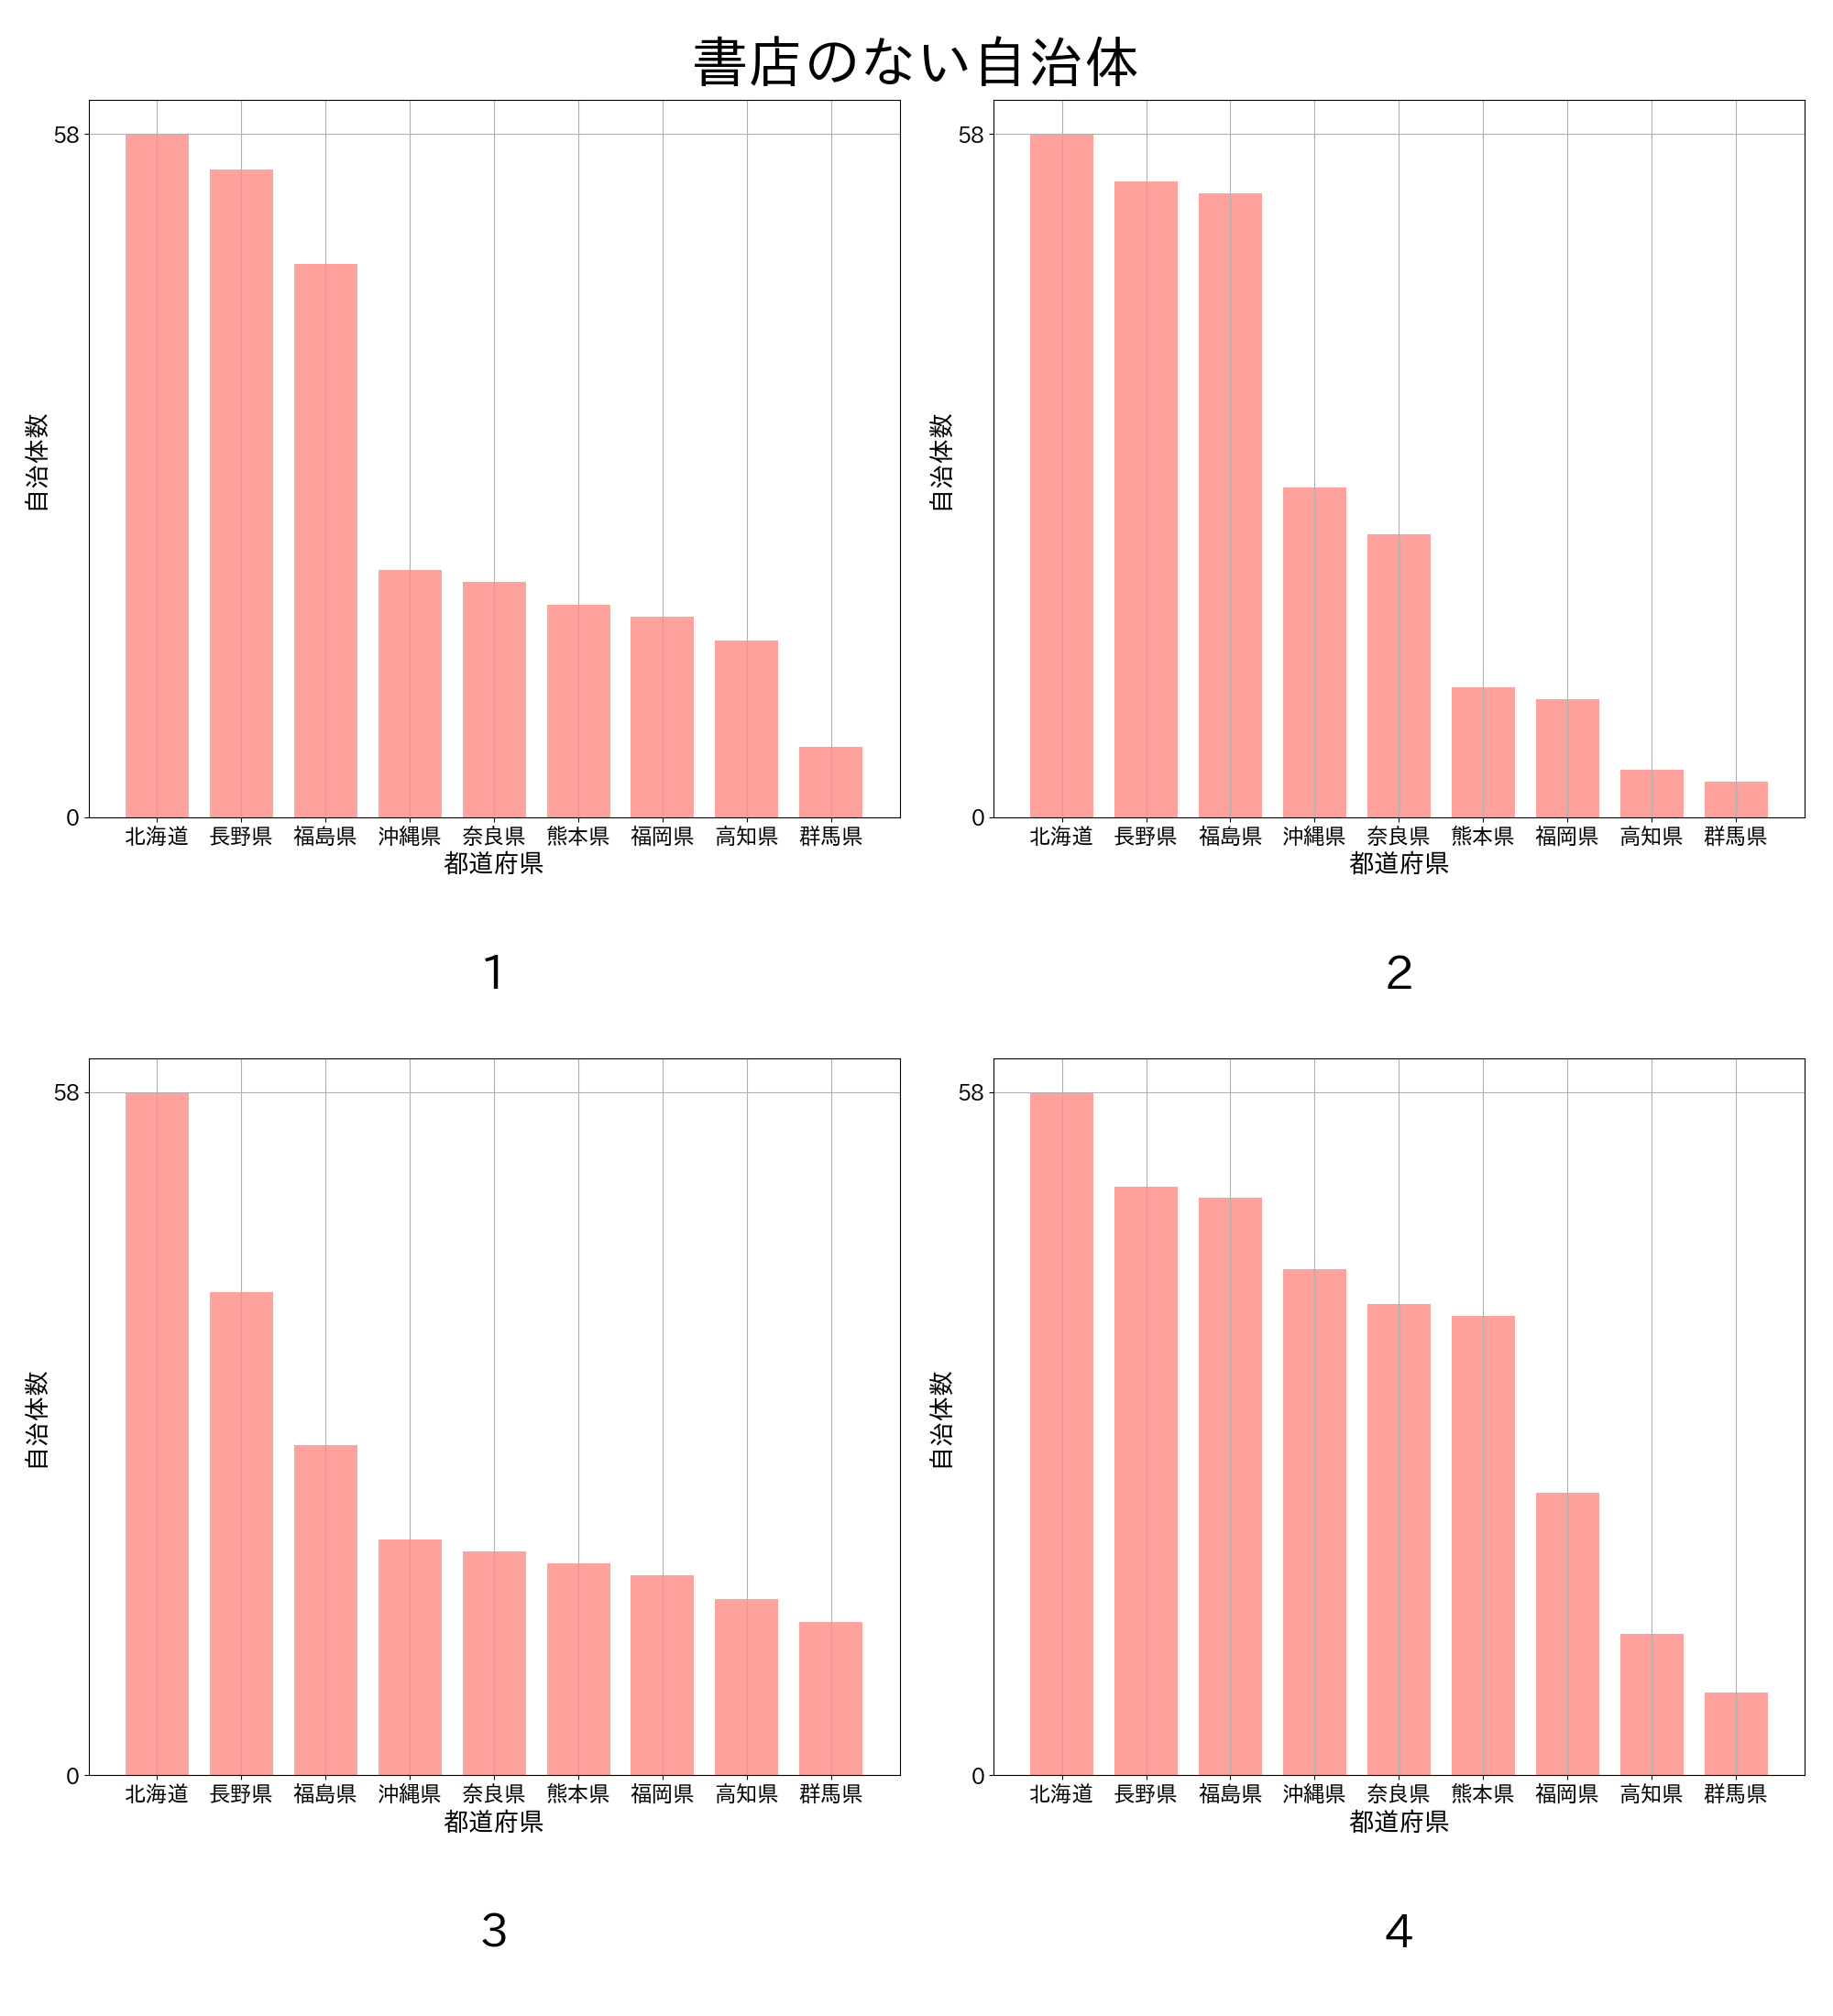 書店のない自治体
58
0
自治体数
北海道 長野県 福島県 沖縄県 奈良県 熊本県 福岡県 高知県 群馬県
都道府県
1
58
0
自治体数
北海道 長野県 福島県 沖縄県 奈良県 熊本県 福岡県 高知県 群馬県
都道府県
2
58
0
自治体数
北海道 長野県 福島県 沖縄県 奈良県 熊本県 福岡県 高知県 群馬県
都道府県
3
58
0
自治体数
北海道 長野県 福島県 沖縄県 奈良県 熊本県 福岡県 高知県 群馬県
都道府県
4